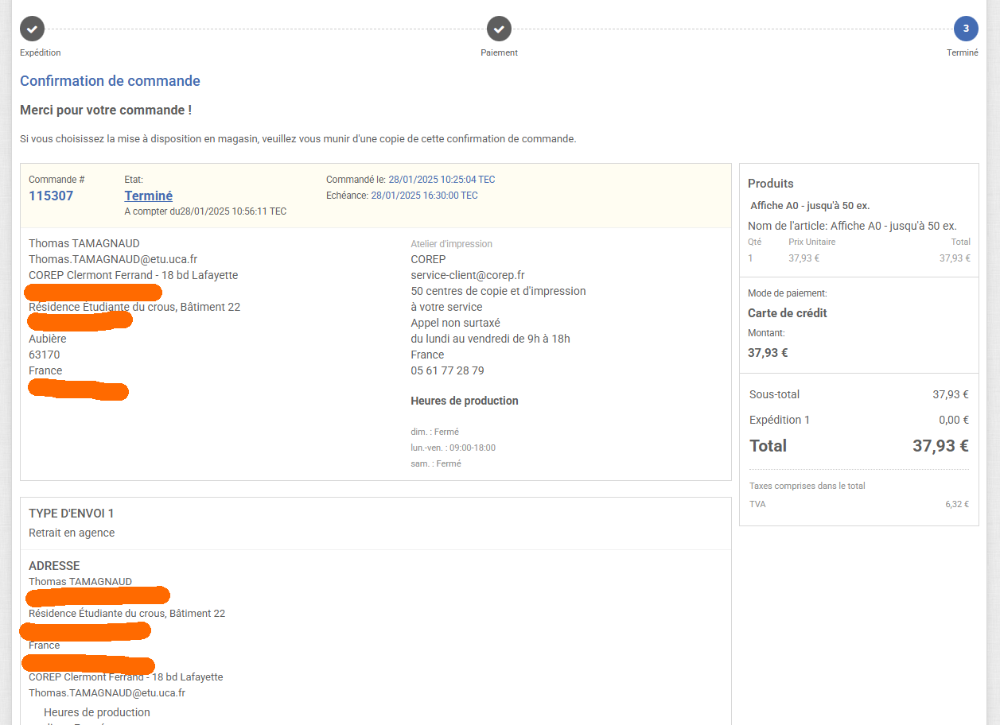 3
Expédition
Paiement
Terminé
Confirmation de commande
Merci pour votre commande !
Si vous choisissez la mise à disposition en magasin, veuillez vous munir d'une copie de cette confirmation de commande.
Commande #
115307
Etat:
Terminé
A compter du28/01/2025 10:56:11 TEC
Commandé le: 28/01/2025 10:25:04 TEC
Echéance: 28/01/2025 16:30:00 TEC
Thomas TAMAGNAUD
Thomas.TAMAGNAUD@etu.uca.fr
COREP Clermont Ferrand - 18 bd Lafayette
Résidence Étudiante du crous, Bâtiment 22
Aubière
63170
France
Atelier d'impression
COREP
service-client@corep.fr
50 centres de copie et d'impression
à votre service
Appel non surtaxé
du lundi au vendredi de 9h à 18h
France
05 61 77 28 79
Heures de production
dim. : Fermé
lun.-ven. : 09:00-18:00
sam. : Fermé
TYPE D'ENVOI 1
Retrait en agence
ADRESSE
Thomas TAMAGNAUD
Résidence Étudiante du crous, Bâtiment 22
France
COREP Clermont Ferrand - 18 bd Lafayette
Thomas.TAMAGNAUD@etu.uca.fr
Heures de production
Produits
Affiche A0 - jusqu'à 50 ex.
Nom de l'article: Affiche A0 - jusqu'à 50 ex.
Qté Prix Unitaire Total
1 37,93 € 37,93 €
Mode de paiement:
Carte de crédit
Montant:
37,93 €
Sous-total 37,93 €
Expédition 1 0,00 €
Total 37,93 €
Taxes comprises dans le total
TVA 6,32 €